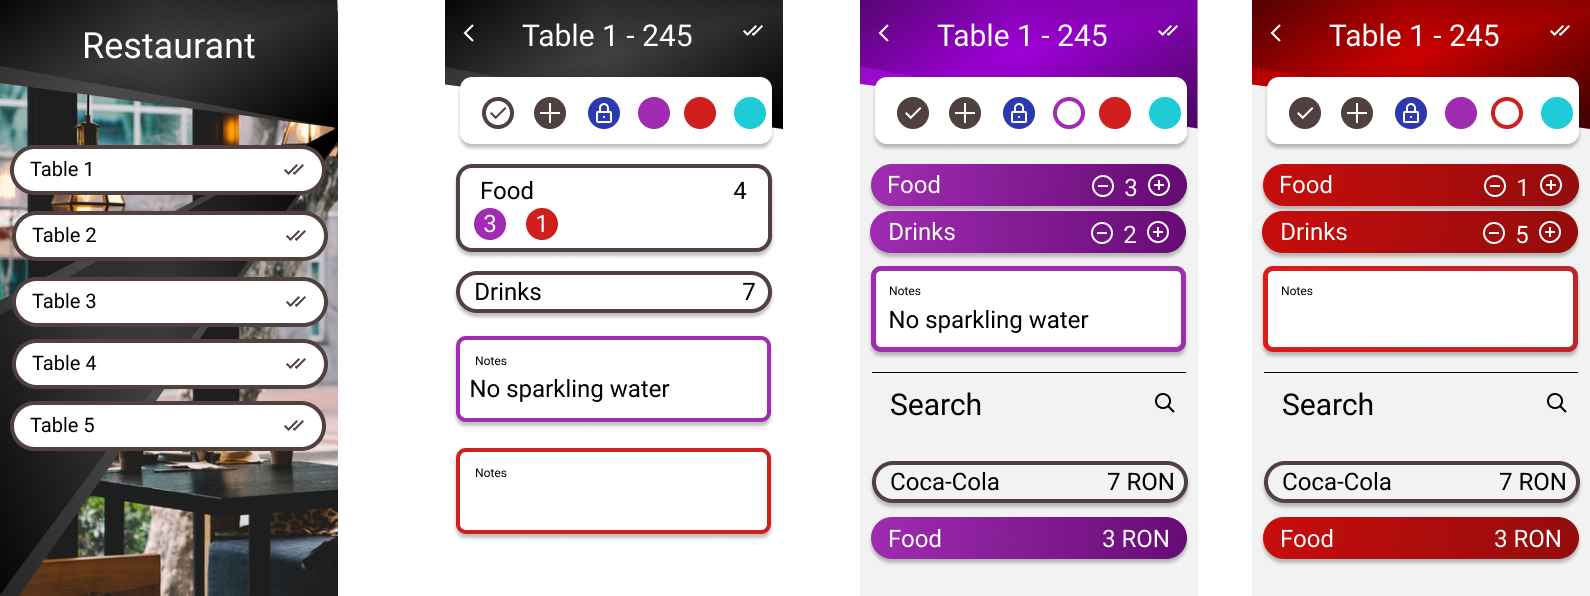 Restaurant
Table 1
Table 2
Table 3
Table 4
Table 5
Table 1 - 245
Food 4
3 1
Drinks 7
Notes
No sparkling water
Notes
Table 1 - 245
Food 3
Drinks 2
Notes
No sparkling water
Search
Coca-Cola 7 RON
Food 3 RON
Table 1 - 245
Food 1
Drinks 5
Notes
Search
Coca-Cola 7 RON
Food 3 RON